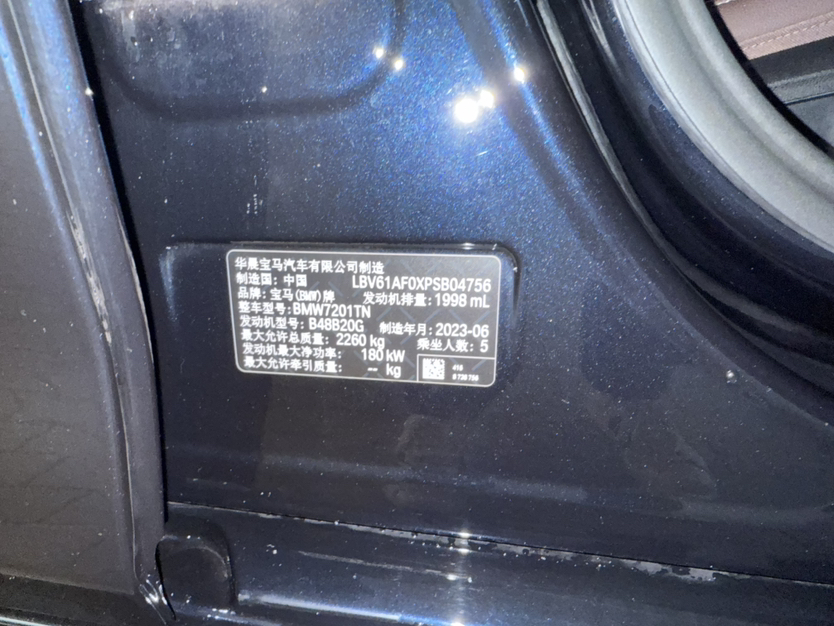 华晨宝马汽车有限公司制造
制造国：中国 LBV61AF0XPSB04756
品牌：宝马(BMW)牌 发动机排量：1998 mL
整车型号：BMW7201TN
发动机型号：B48B20G 制造年月：2023-06
最大允许总质量：2260 kg 乘坐人数：5
发动机最大净功率：180 kW
最大允许牵引质量：-- kg